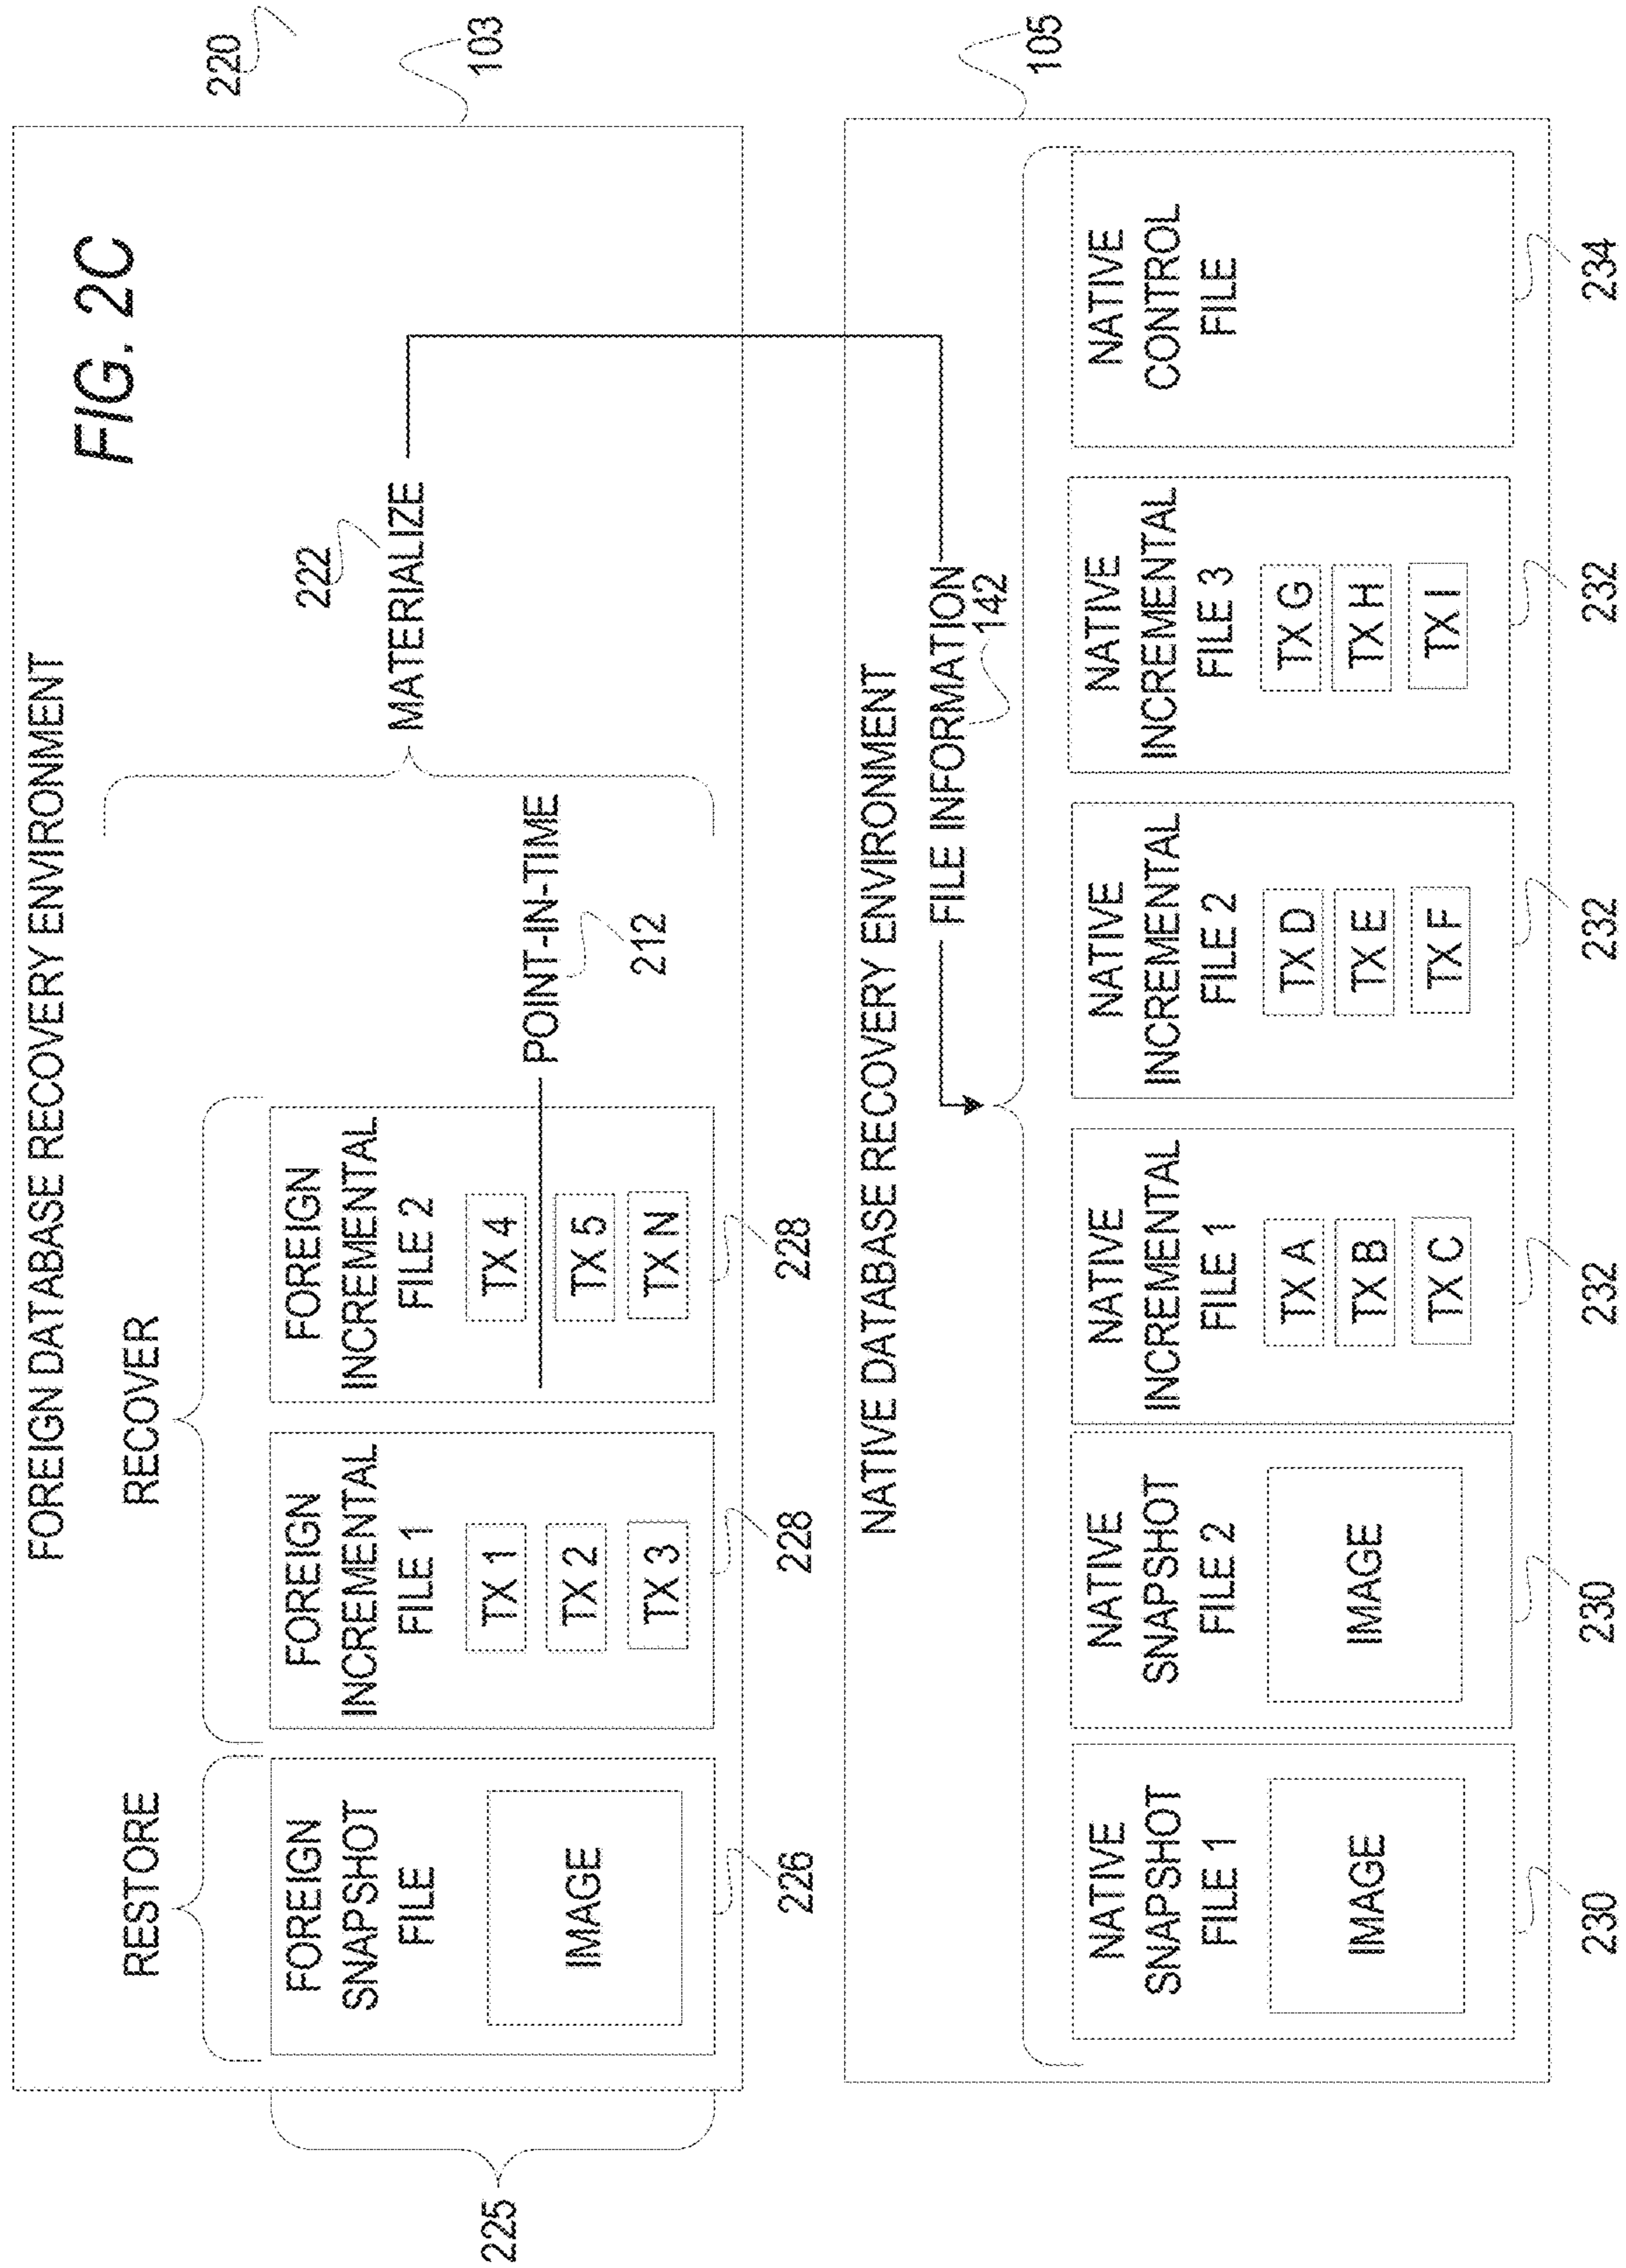 FIG. 2C
220
FOREIGN DATABASE RECOVERY ENVIRONMENT
103
RESTORE
RECOVER
225
FOREIGN
SNAPSHOT
FILE
IMAGE
226
FOREIGN
INCREMENTAL
FILE 1
TX 1
TX 2
TX 3
228
FOREIGN
INCREMENTAL
FILE 2
TX 4
TX 5
TX N
228
POINT-IN-TIME
212
222
MATERIALIZE
NATIVE DATABASE RECOVERY ENVIRONMENT
105
FILE INFORMATION
142
NATIVE
SNAPSHOT
FILE 1
IMAGE
230
NATIVE
SNAPSHOT
FILE 2
IMAGE
230
NATIVE
INCREMENTAL
FILE 1
TX A
TX B
TX C
232
NATIVE
INCREMENTAL
FILE 2
TX D
TX E
TX F
232
NATIVE
INCREMENTAL
FILE 3
TX G
TX H
TX I
232
NATIVE
CONTROL
FILE
234